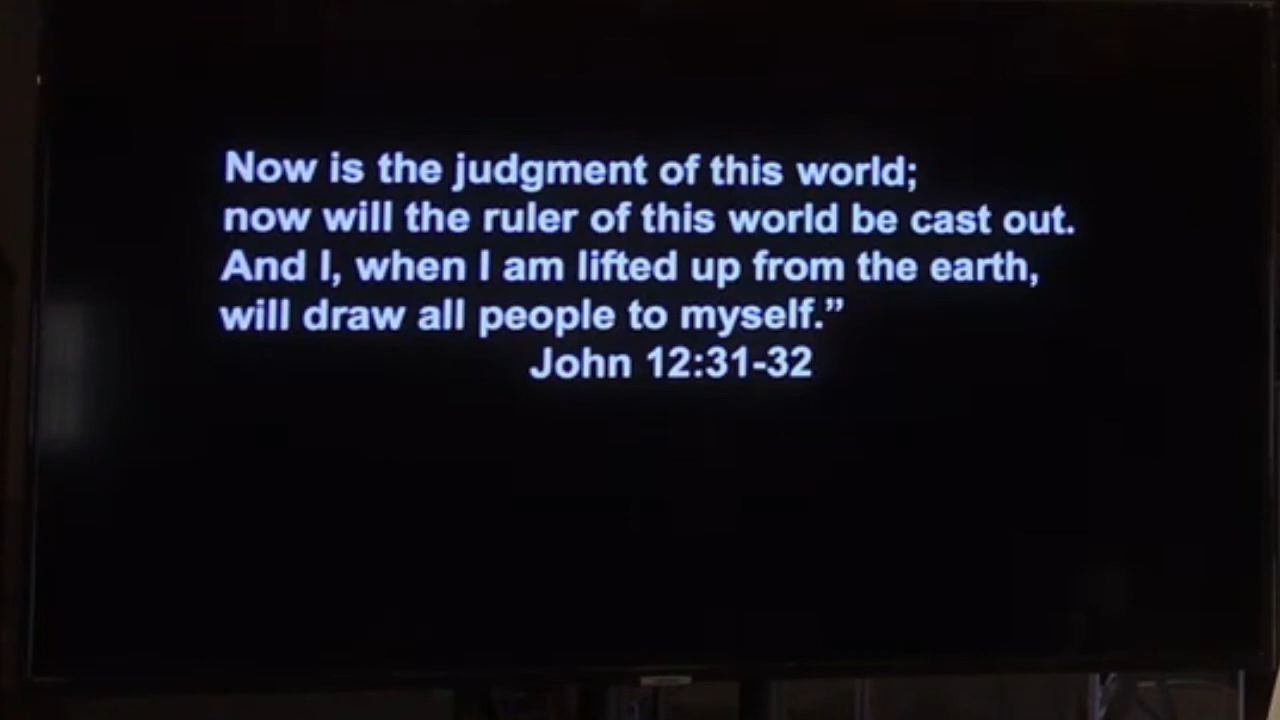 Now is the judgment of this world;
now will the ruler of this world be cast out.
And I, when I am lifted up from the earth,
will draw all people to myself.”
John 12:31-32